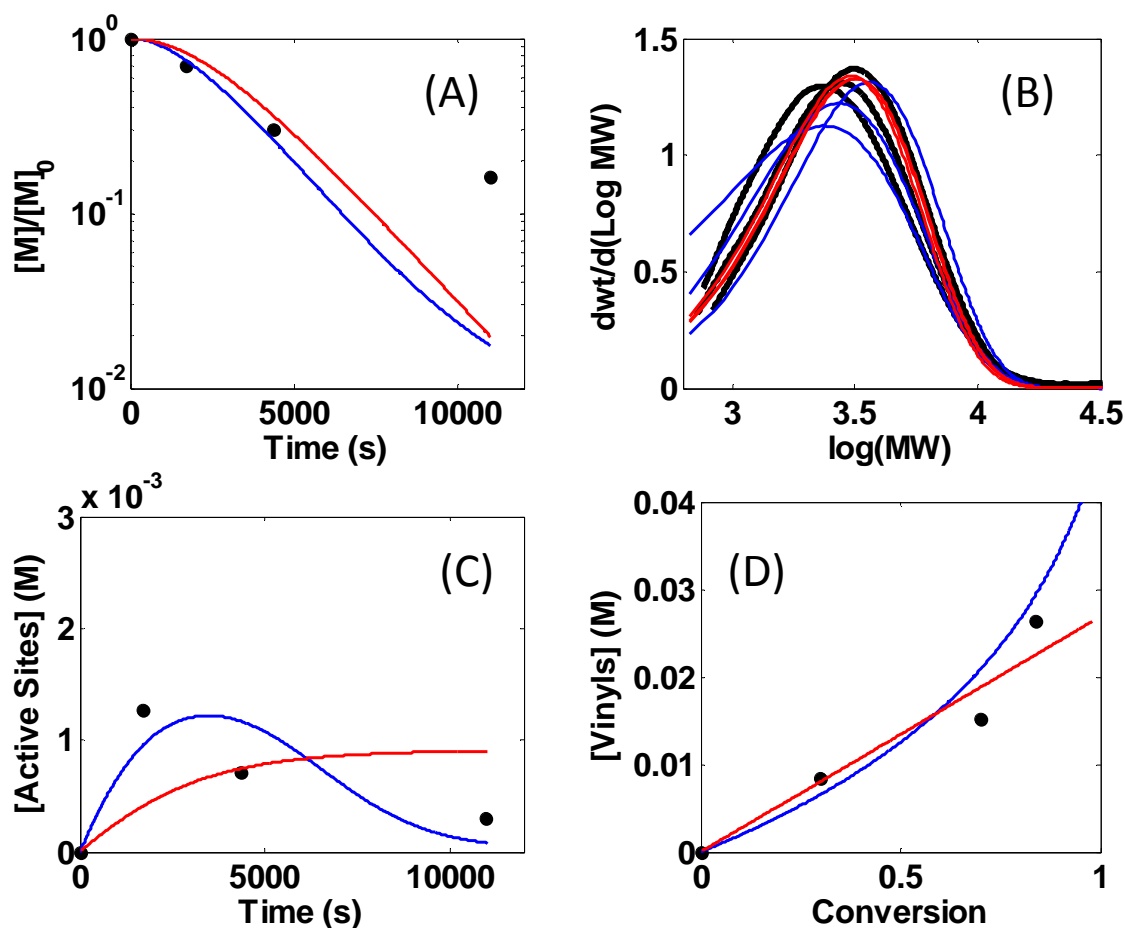 10^0
10^-1
10^-2
[M]/[M]_0
(A)
0 5000 10000
Time (s)
1.5
1
0.5
0
dwt/d(Log MW)
(B)
3 3.5 4 4.5
log(MW)
x 10^-3
3
2
1
0
[Active Sites] (M)
(C)
0 5000 10000
Time (s)
0.04
0.03
0.02
0.01
0
[Vinyls] (M)
(D)
0 0.5 1
Conversion